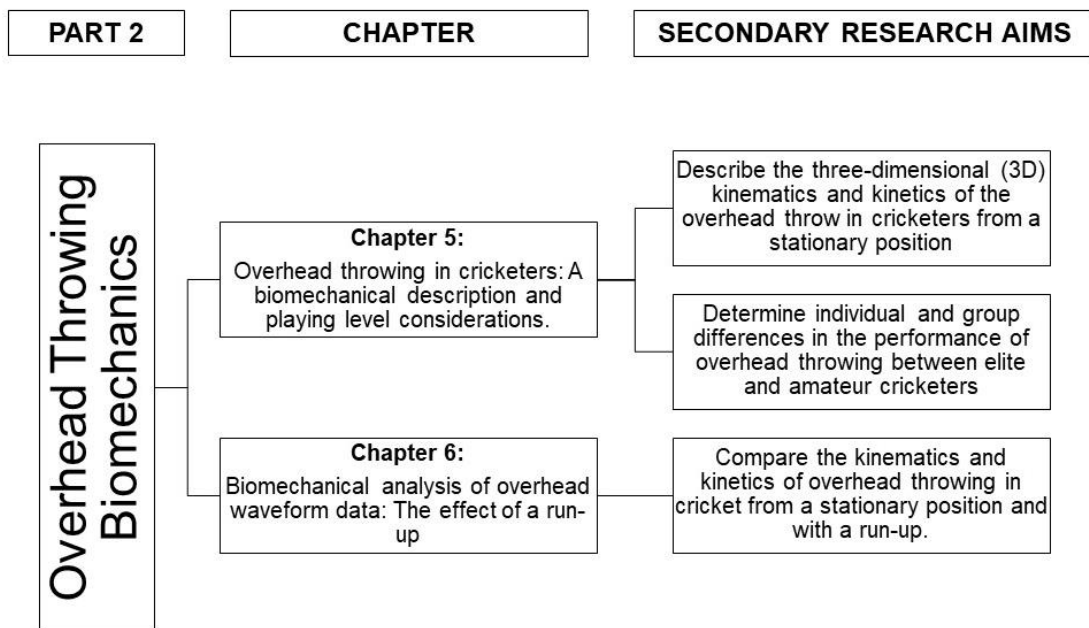 PART 2
CHAPTER
SECONDARY RESEARCH AIMS
Overhead Throwing
Biomechanics
Chapter 5:
Overhead throwing in cricketers: A
biomechanical description and
playing level considerations.
Describe the three-dimensional (3D)
kinematics and kinetics of the
overhead throw in cricketers from a
stationary position
Determine individual and group
differences in the performance of
overhead throwing between elite
and amateur cricketers
Chapter 6:
Biomechanical analysis of overhead
waveform data: The effect of a run-
up
Compare the kinematics and
kinetics of overhead throwing in
cricket from a stationary position and
with a run-up.